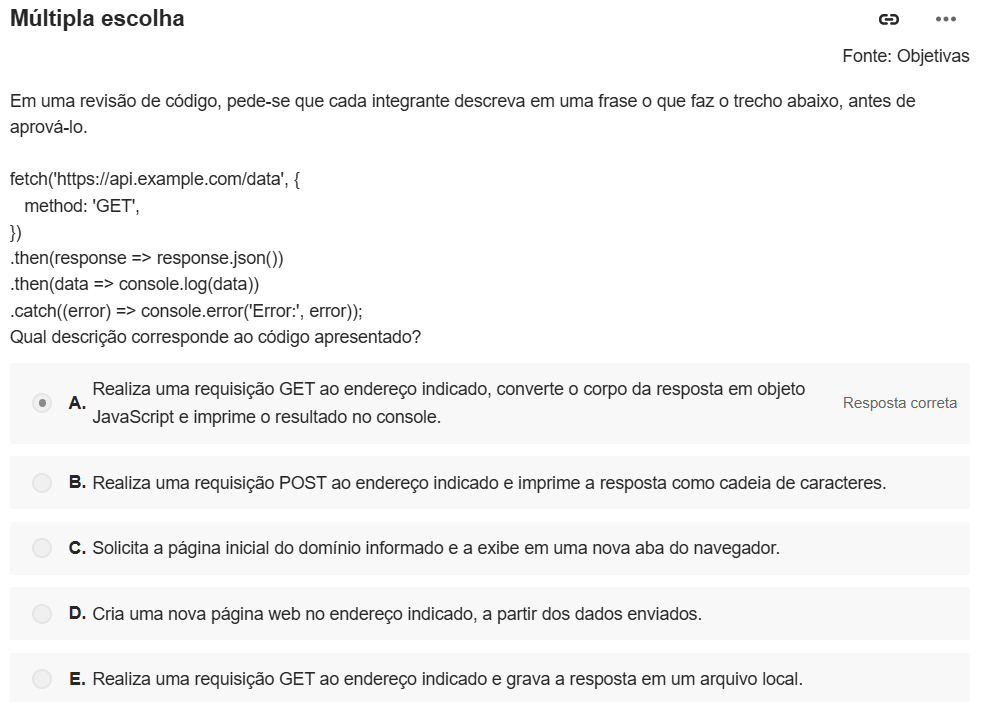 Múltipla escolha
Fonte: Objetivas
Em uma revisão de código, pede-se que cada integrante descreva em uma frase o que faz o trecho abaixo, antes de
aprová-lo.
fetch('https://api.example.com/data', {
method: 'GET',
})
.then(response => response.json())
.then(data => console.log(data))
.catch((error) => console.error('Error:', error));
Qual descrição corresponde ao código apresentado?
A. Realiza uma requisição GET ao endereço indicado, converte o corpo da resposta em objeto
JavaScript e imprime o resultado no console.
Resposta correta
B. Realiza uma requisição POST ao endereço indicado e imprime a resposta como cadeia de caracteres.
C. Solicita a página inicial do domínio informado e a exibe em uma nova aba do navegador.
D. Cria uma nova página web no endereço indicado, a partir dos dados enviados.
E. Realiza uma requisição GET ao endereço indicado e grava a resposta em um arquivo local.